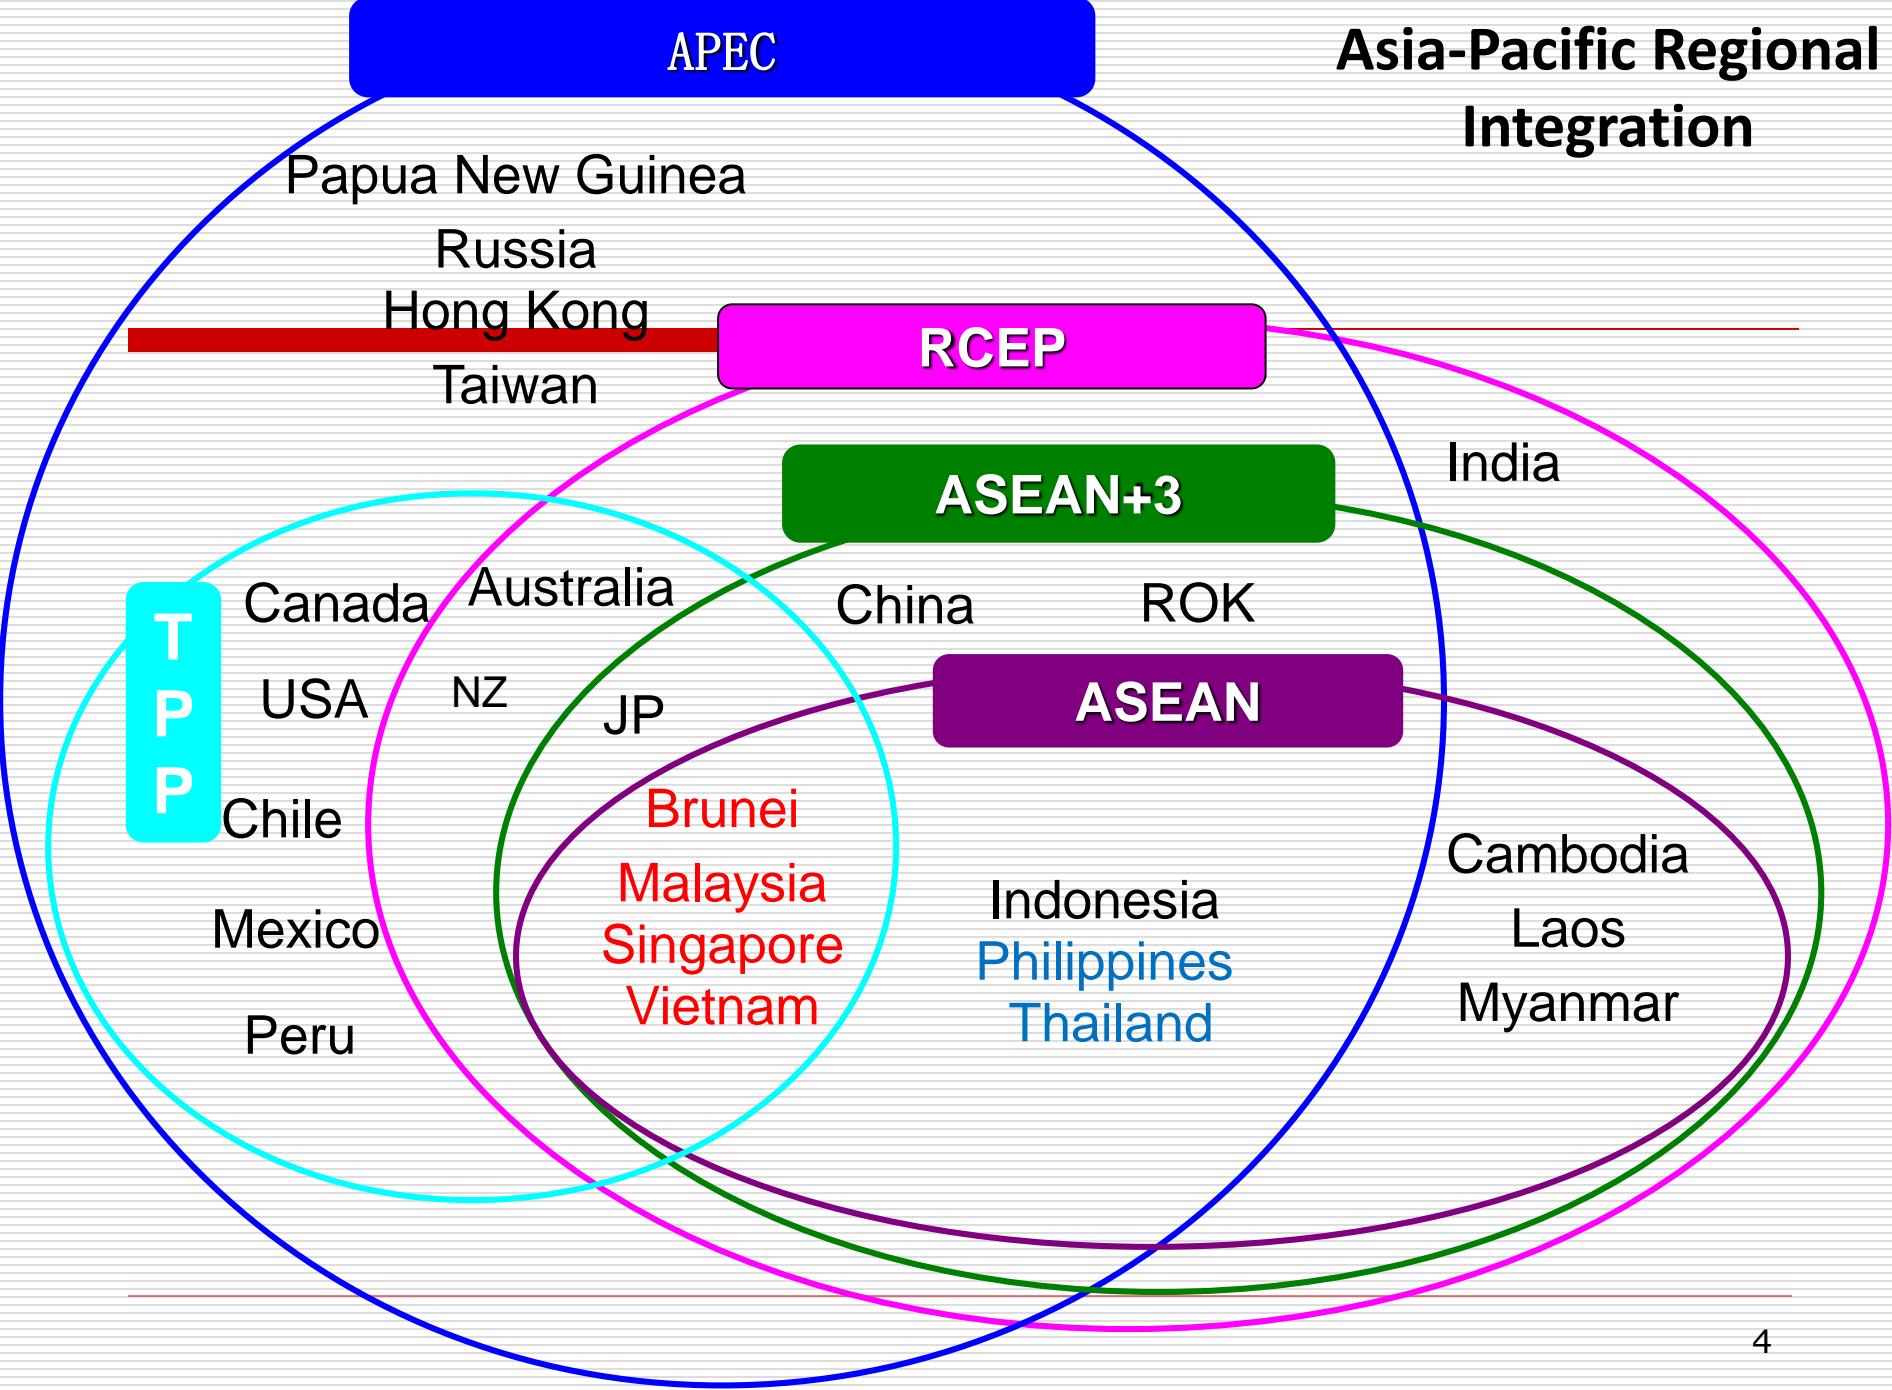 APEC
Asia-Pacific Regional
Integration
Papua New Guinea
Russia
Hong Kong
Taiwan
RCEP
ASEAN+3
India
TPP
Canada
Australia
China
ROK
USA
NZ
JP
ASEAN
Chile
Brunei
Malaysia
Singapore
Vietnam
Indonesia
Philippines
Thailand
Cambodia
Laos
Myanmar
Mexico
Peru
4